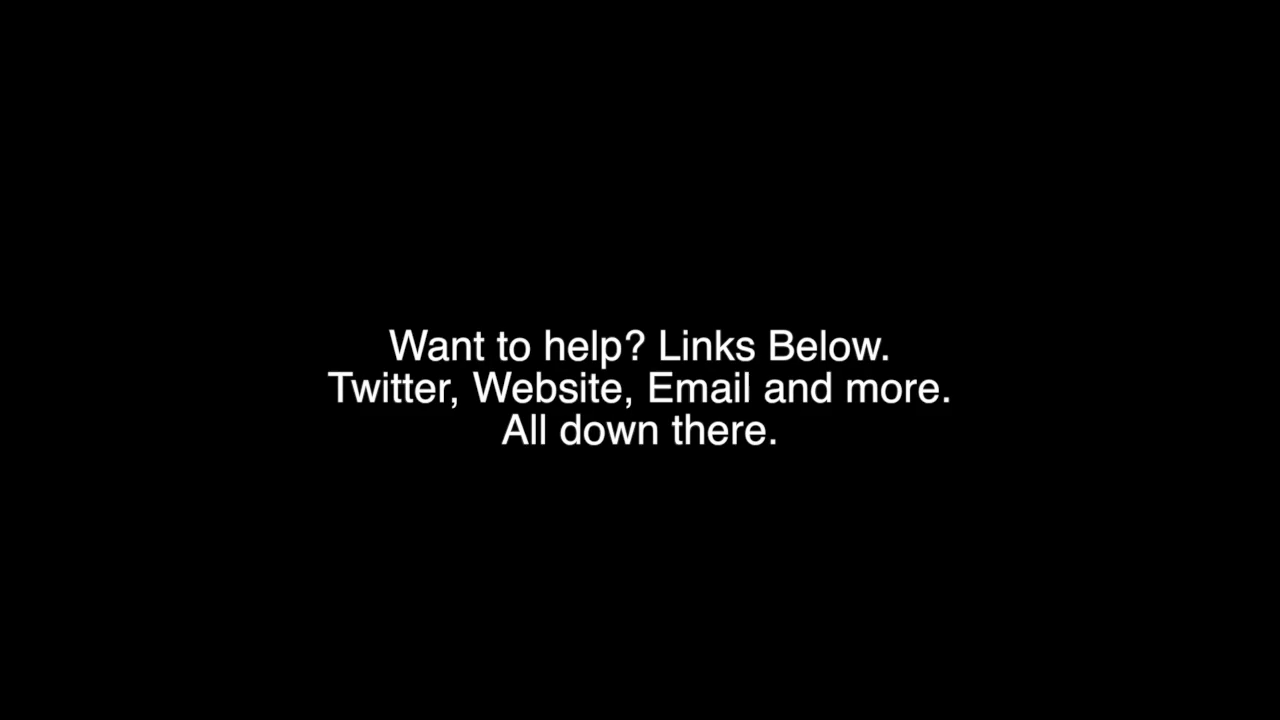 Want to help? Links Below.
Twitter, Website, Email and more.
All down there.